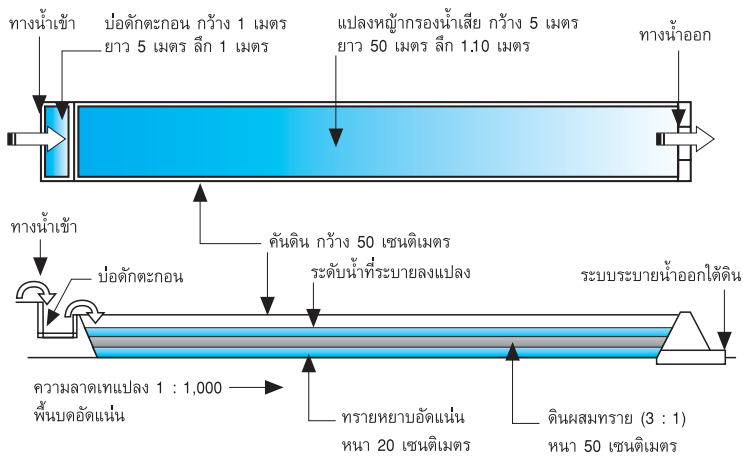 ทางน้ำเข้า
บ่อดักตะกอน กว้าง 1 เมตร
ยาว 5 เมตร ลึก 1 เมตร
แปลงหญ้ากรองน้ำเสีย กว้าง 5 เมตร
ยาว 50 เมตร ลึก 1.10 เมตร
ทางน้ำออก
ทางน้ำเข้า
คันดิน กว้าง 50 เซนติเมตร
บ่อดักตะกอน
ระดับน้ำที่ระบายลงแปลง
ระบบระบายน้ำออกใต้ดิน
ความลาดเทแปลง 1 : 1,000
พื้นบดอัดแน่น
ทรายหยาบอัดแน่น
หนา 20 เซนติเมตร
ดินผสมทราย (3 : 1)
หนา 50 เซนติเมตร